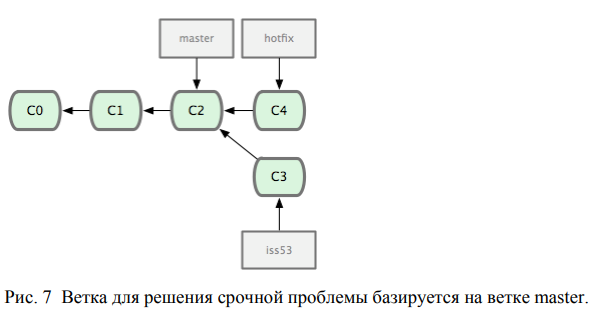 master
hotfix
C0
C1
C2
C4
C3
iss53
Рис. 7 Ветка для решения срочной проблемы базируется на ветке master.